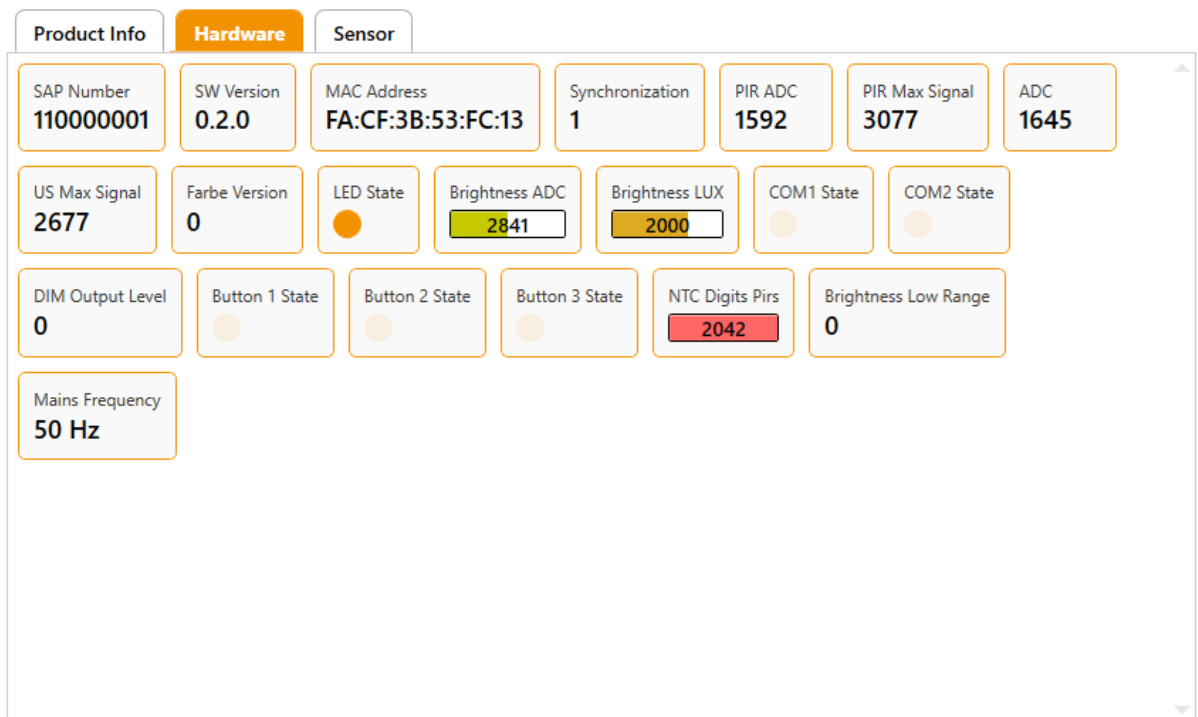 Product Info
Hardware
Sensor
SAP Number
110000001
SW Version
0.2.0
MAC Address
FA:CF:3B:53:FC:13
Synchronization
1
PIR ADC
1592
PIR Max Signal
3077
ADC
1645
US Max Signal
2677
Farbe Version
0
LED State
Brightness ADC
2841
Brightness LUX
2000
COM1 State
COM2 State
DIM Output Level
0
Button 1 State
Button 2 State
Button 3 State
NTC Digits Pirs
2042
Brightness Low Range
0
Mains Frequency
50 Hz